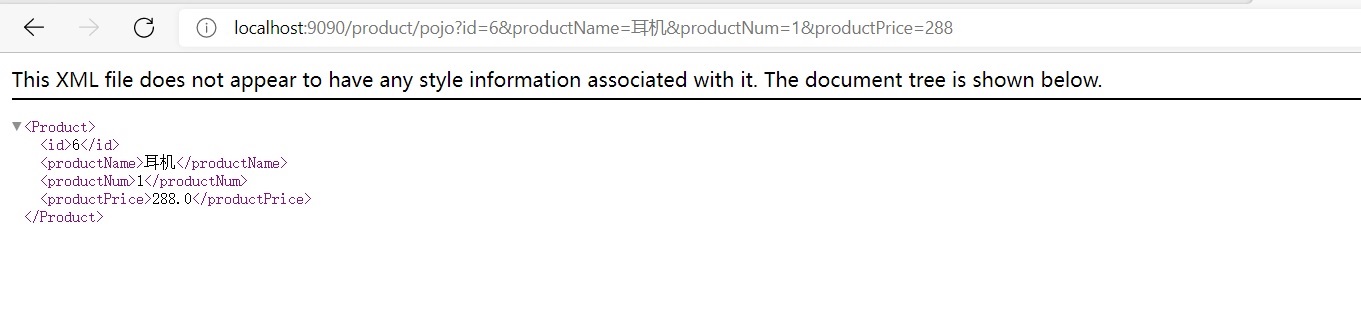 localhost:9090/product/pojo?id=6&productName=耳机&productNum=1&productPrice=288
This XML file does not appear to have any style information associated with it. The document tree is shown below.
<Product>
<id>6</id>
<productName>耳机</productName>
<productNum>1</productNum>
<productPrice>288.0</productPrice>
</Product>